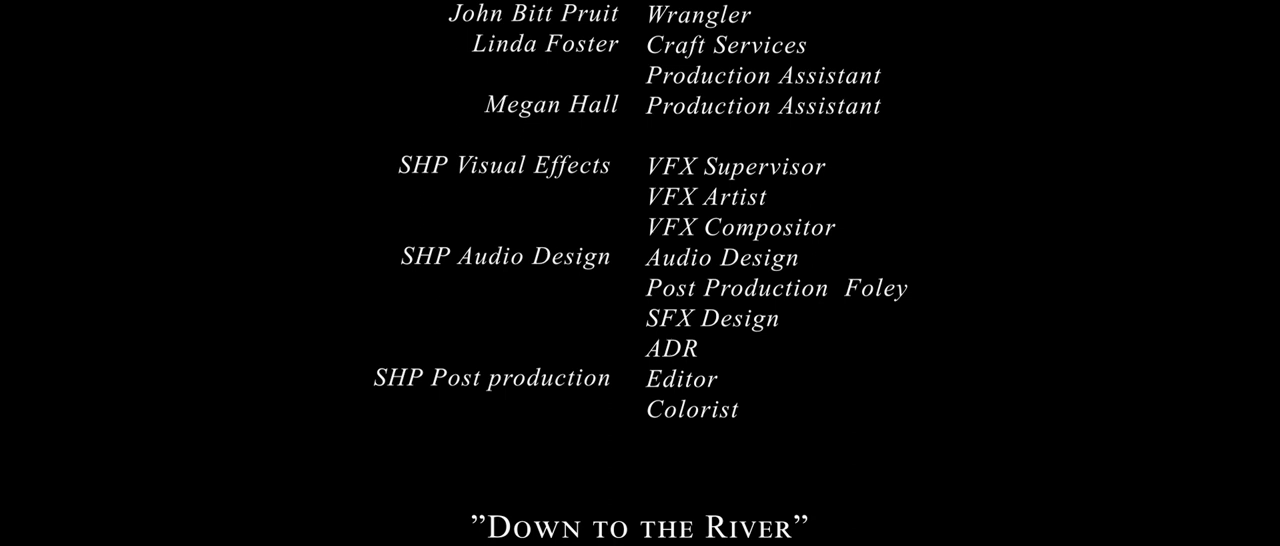 John Bitt Pruit Wrangler
Linda Foster Craft Services
Production Assistant
Megan Hall Production Assistant
SHP Visual Effects VFX Supervisor
VFX Artist
VFX Compositor
SHP Audio Design Audio Design
Post Production Foley
SFX Design
ADR
SHP Post production Editor
Colorist
”Down to the River”